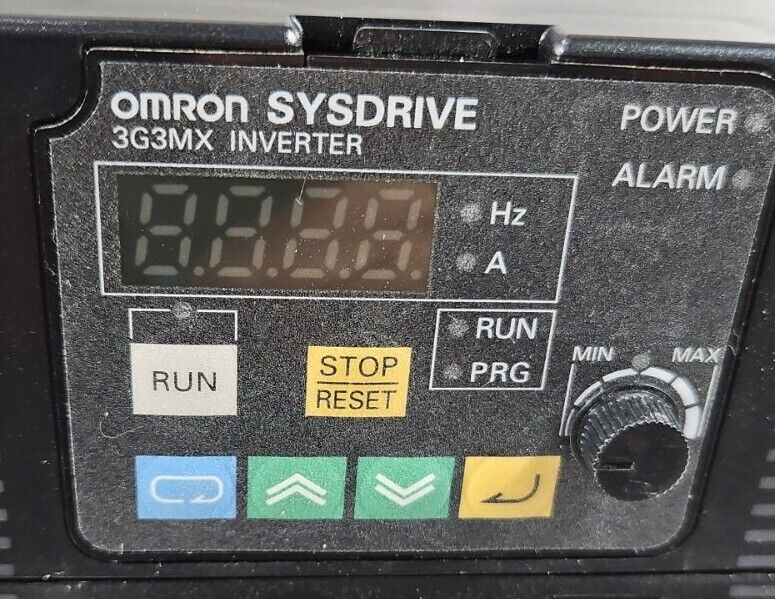 OMRON SYSDRIVE
3G3MX INVERTER
POWER
ALARM
Hz
A
RUN
PRG
RUN
STOP
RESET
MIN
MAX